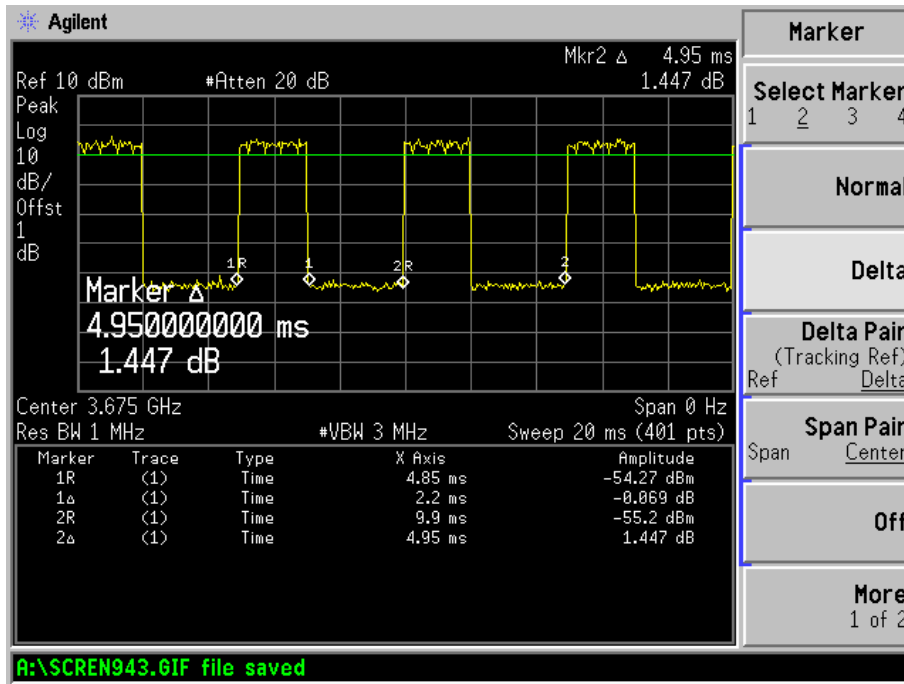 Agilent
Mkr2 Δ 4.95 ms
Ref 10 dBm #Atten 20 dB 1.447 dB
Peak
Log
10
dB/
Offst
1
dB
1R 1 2R 2
Marker Δ
4.950000000 ms
1.447 dB
Center 3.675 GHz Span 0 Hz
Res BW 1 MHz #VBW 3 MHz Sweep 20 ms (401 pts)
Marker Trace Type X Axis Amplitude
1R (1) Time 4.85 ms -54.27 dBm
1Δ (1) Time 2.2 ms -0.069 dB
2R (1) Time 9.9 ms -55.2 dBm
2Δ (1) Time 4.95 ms 1.447 dB
A:\SCREN943.GIF file saved
Marker
Select Marker
1 2 3 4
Normal
Delta
Delta Pair
(Tracking Ref)
Ref Delta
Span Pair
Span Center
Off
More
1 of 2